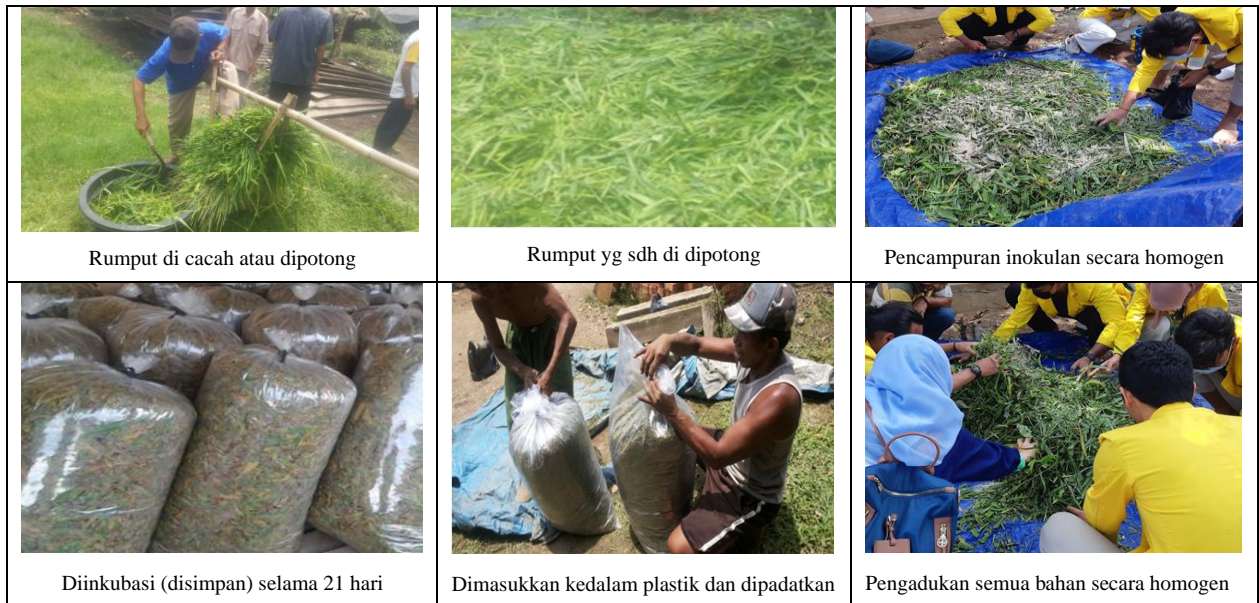 Rumput di cacah atau dipotong
Rumput yg sdh di dipotong
Pencampuran inokulan secara homogen
Diinkubasi (disimpan) selama 21 hari
Dimasukkan kedalam plastik dan dipadatkan
Pengadukan semua bahan secara homogen